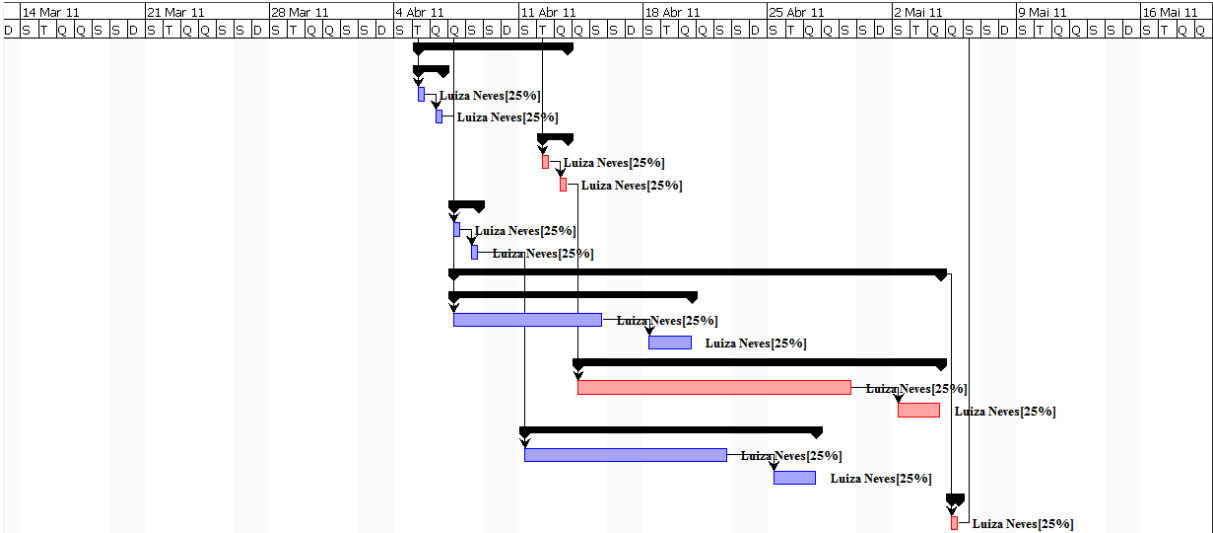 14 Mar 11 21 Mar 11 28 Mar 11 4 Abr 11 11 Abr 11 18 Abr 11 25 Abr 11 2 Mai 11 9 Mai 11 16 Mai 11
D S T Q Q S S D S T Q Q S S D S T Q Q S S D S T Q Q S S D S T Q Q S S D S T Q Q S S D S T Q Q S S D S T Q Q S S D S T Q Q S S D S T Q Q
Luiza Neves[25%]
Luiza Neves[25%]
Luiza Neves[25%]
Luiza Neves[25%]
Luiza Neves[25%]
Luiza Neves[25%]
Luiza Neves[25%]
Luiza Neves[25%]
Luiza Neves[25%]
Luiza Neves[25%]
Luiza Neves[25%]
Luiza Neves[25%]
Luiza Neves[25%]